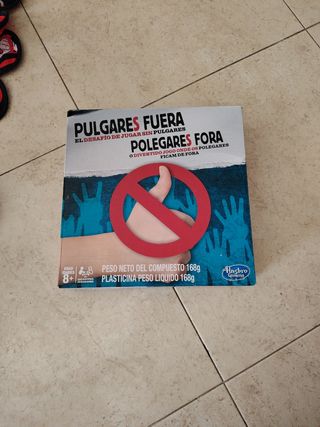 PULGARES FUERA
EL DESAFÍO DE JUGAR SIN PULGARES
POLEGARES FORA
O DIVERTIDO JOGO ONDE OS POLEGARES
FICAM DE FORA
8+
PESO NETO DEL COMPUESTO 168g
PLASTICINA PESO LIQUIDO 168g
Hasbro
Gaming